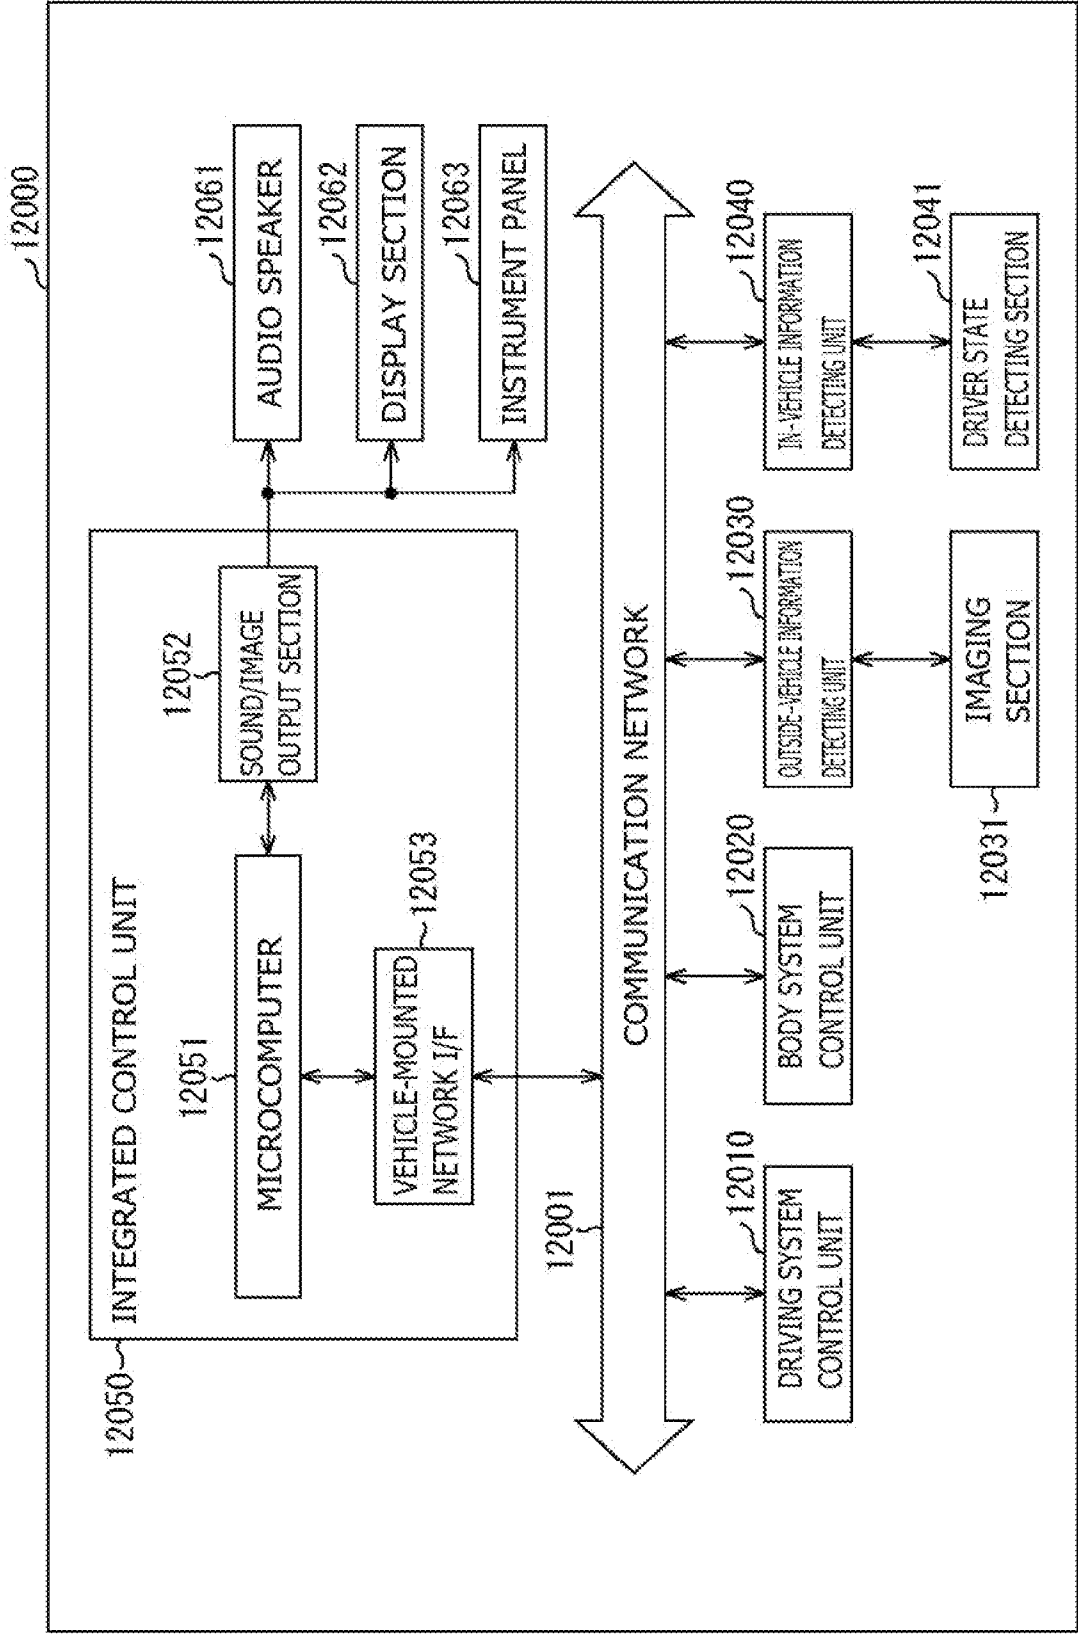 12000
12050
INTEGRATED CONTROL UNIT
12051
MICROCOMPUTER
12052
SOUND/IMAGE
OUTPUT SECTION
12061
AUDIO SPEAKER
12062
DISPLAY SECTION
12063
INSTRUMENT PANEL
12053
VEHICLE-MOUNTED
NETWORK I/F
12001
COMMUNICATION NETWORK
12010
DRIVING SYSTEM
CONTROL UNIT
12020
BODY SYSTEM
CONTROL UNIT
12030
OUTSIDE-VEHICLE INFORMATION
DETECTING UNIT
12040
IN-VEHICLE INFORMATION
DETECTING UNIT
12031
IMAGING
SECTION
12041
DRIVER STATE
DETECTING SECTION